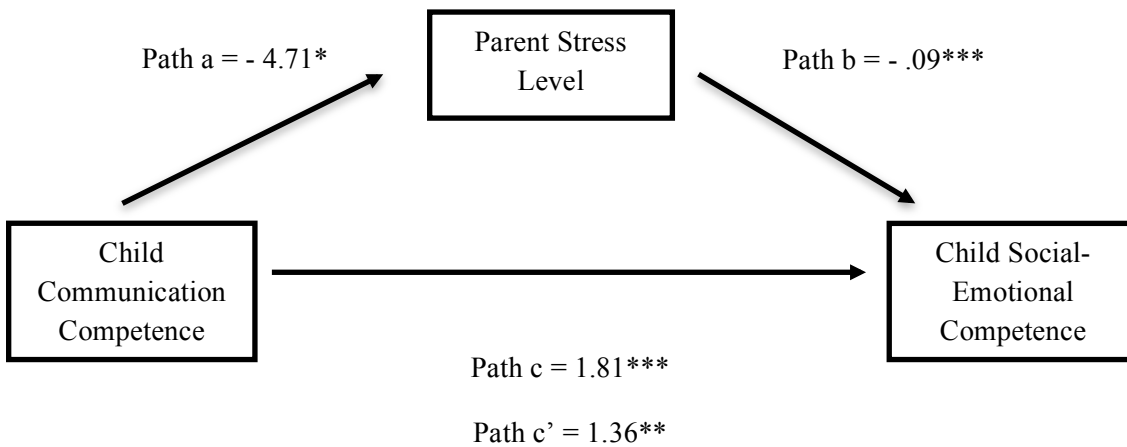 Path a = - 4.71*
Parent Stress
Level
Path b = - .09***
Child
Communication
Competence
Child Social-
Emotional
Competence
Path c = 1.81***
Path c’ = 1.36**